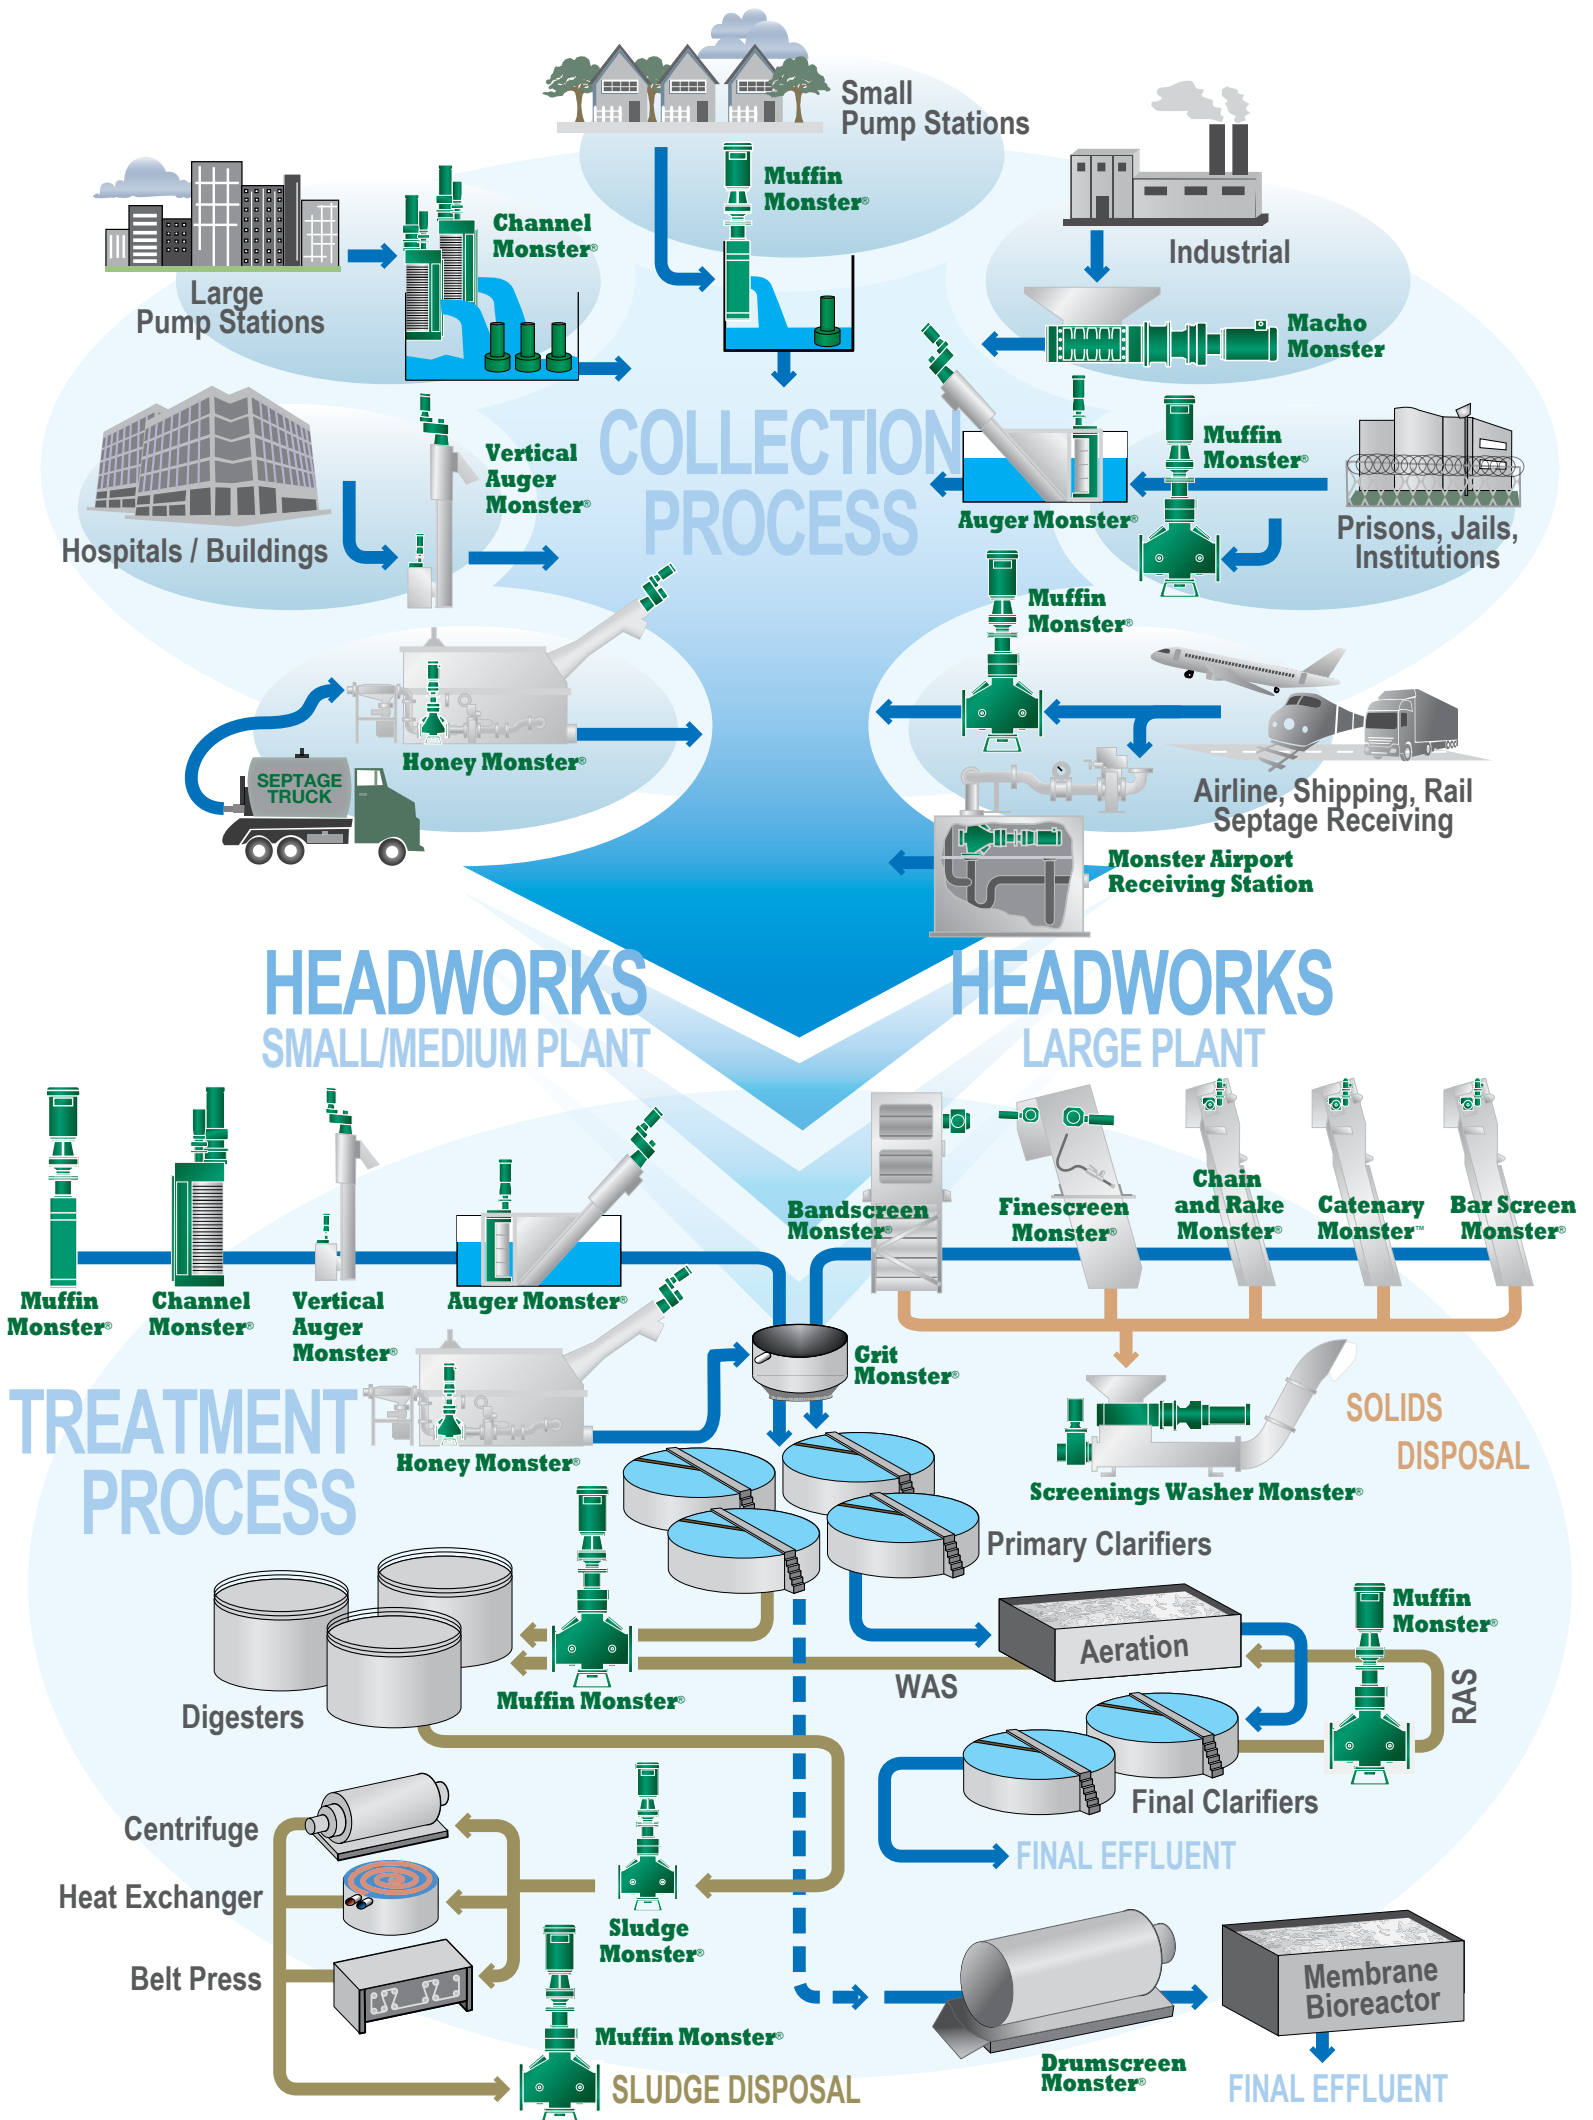 Small
Pump Stations
Muffin
Monster®
Channel
Monster®
Large
Pump Stations
Industrial
Macho
Monster
COLLECTION
PROCESS
Vertical
Auger
Monster®
Hospitals / Buildings
Auger Monster®
Muffin
Monster®
Prisons, Jails,
Institutions
Muffin
Monster®
Honey Monster®
SEPTAGE
TRUCK
Airline, Shipping, Rail
Septage Receiving
Monster Airport
Receiving Station
HEADWORKS
SMALL/MEDIUM PLANT
HEADWORKS
LARGE PLANT
Muffin
Monster®
Channel
Monster®
Vertical
Auger
Monster®
Auger Monster®
Bandscreen
Monster®
Finescreen
Monster®
Chain
and Rake
Monster®
Catenary
Monster™
Bar Screen
Monster®
Grit
Monster®
Honey Monster®
TREATMENT
PROCESS
SOLIDS
DISPOSAL
Screenings Washer Monster®
Primary Clarifiers
Aeration
Muffin
Monster®
WAS
RAS
Muffin Monster®
Digesters
Final Clarifiers
FINAL EFFLUENT
Centrifuge
Heat Exchanger
Belt Press
Sludge
Monster®
Muffin Monster®
SLUDGE DISPOSAL
Drumscreen
Monster®
Membrane
Bioreactor
FINAL EFFLUENT